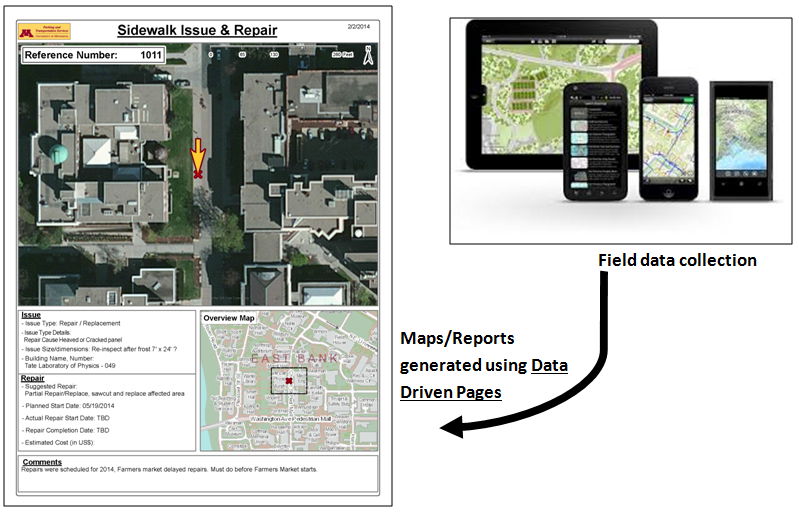 Parking and
Transportation Services
UNIVERSITY OF MINNESOTA
Sidewalk Issue & Repair
2/2/2014
Reference Number: 1011
0 65 130 260 Feet
N
Issue
- Issue Type: Repair / Replacement
- Issue Type Details:
Repair Cause Heaved or Cracked panel
- Issue Size/dimensions: Re-inspect after frost 7' x 24' ?
- Building Name, Number:
Tate Laboratory of Physics - 049
Repair
- Suggested Repair:
Partial Repair/Replace, sawcut and replace affected area
- Planned Start Date: 05/19/2014
- Actual Repair Start Date: TBD
- Repair Completion Date: TBD
- Estimated Cost (in US$):
Overview Map
EAST BANK
Washington Ave Pedestrian Mall
Comments
Repairs were scheduled for 2014, Farmers market delayed repairs. Must do before Farmers Market starts.
Field data collection
Maps/Reports
generated using Data
Driven Pages